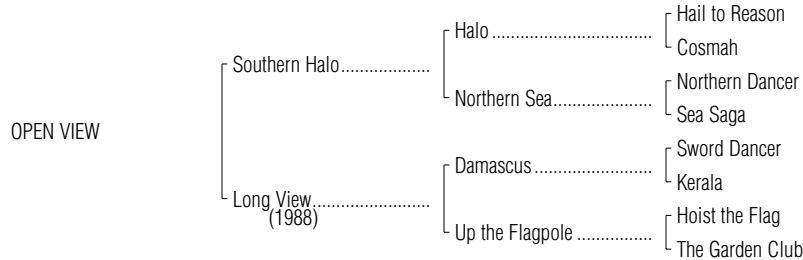 Hail to Reason
Halo ................................
Cosmah
Southern Halo...................
Northern Dancer
Northern Sea....................
Sea Saga
OPEN VIEW
Sword Dancer
Damascus ........................
Kerala
Long View........................
(1988)
Hoist the Flag
Up the Flagpole ...............
The Garden Club